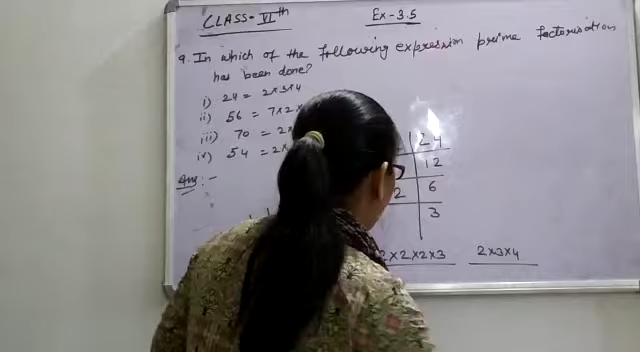 CLASS-VIth
Ex-3.5
9. In which of the following expression prime factorisation
has been done?
i) 24 = 2×3×4
ii) 56 = 7×2×
iii) 70 = 2×
iv) 54 = 2×
Ans:-
24
12
2 6
3
2×2×2×3
2×3×4